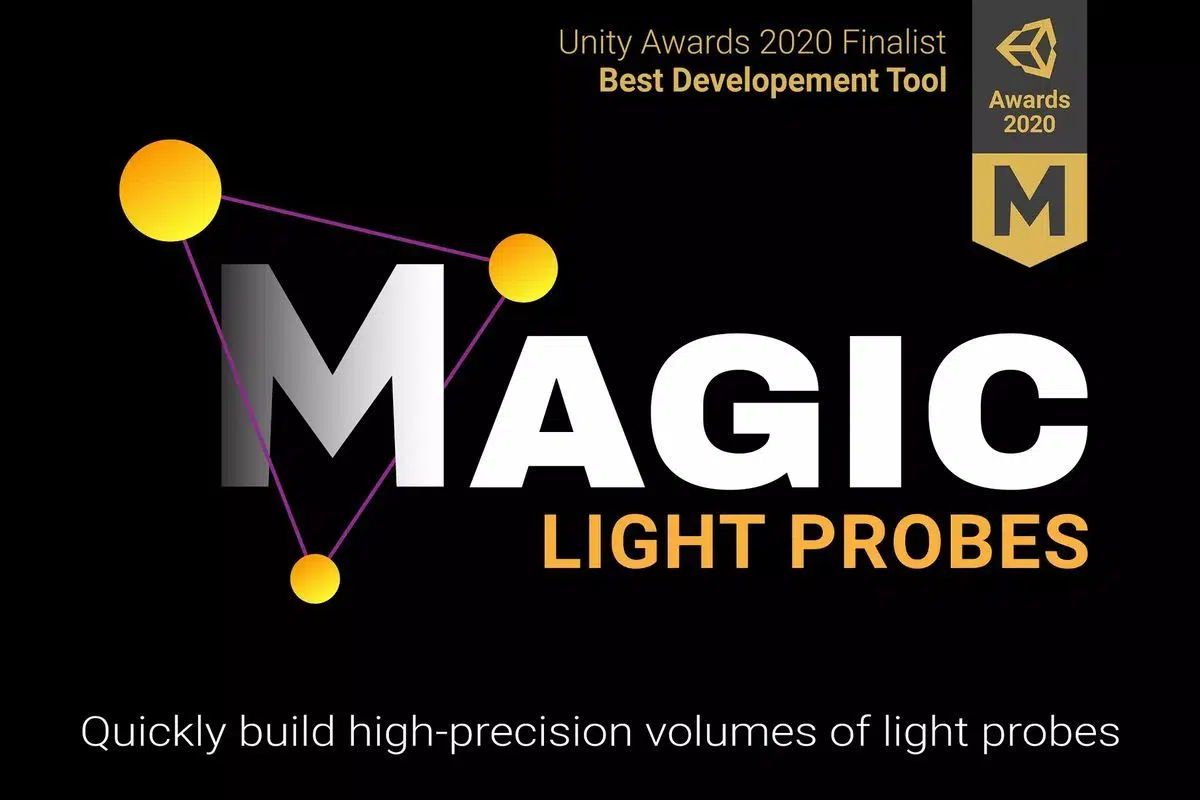 Unity Awards 2020 Finalist
Best Developement Tool
Awards
2020
M
MAGIC
LIGHT PROBES
Quickly build high-precision volumes of light probes